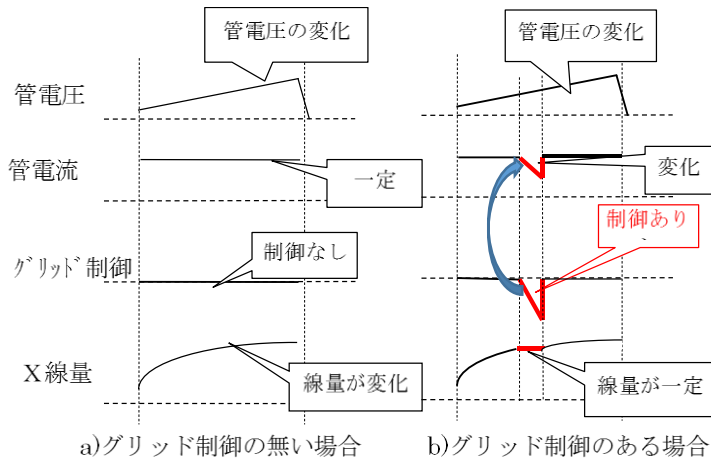 管電圧の変化
管電圧の変化
管電圧
管電流
一定
変化
制御あり
グリッド制御
制御なし
X線量
線量が変化
線量が一定
a)グリッド制御の無い場合
b)グリッド制御のある場合